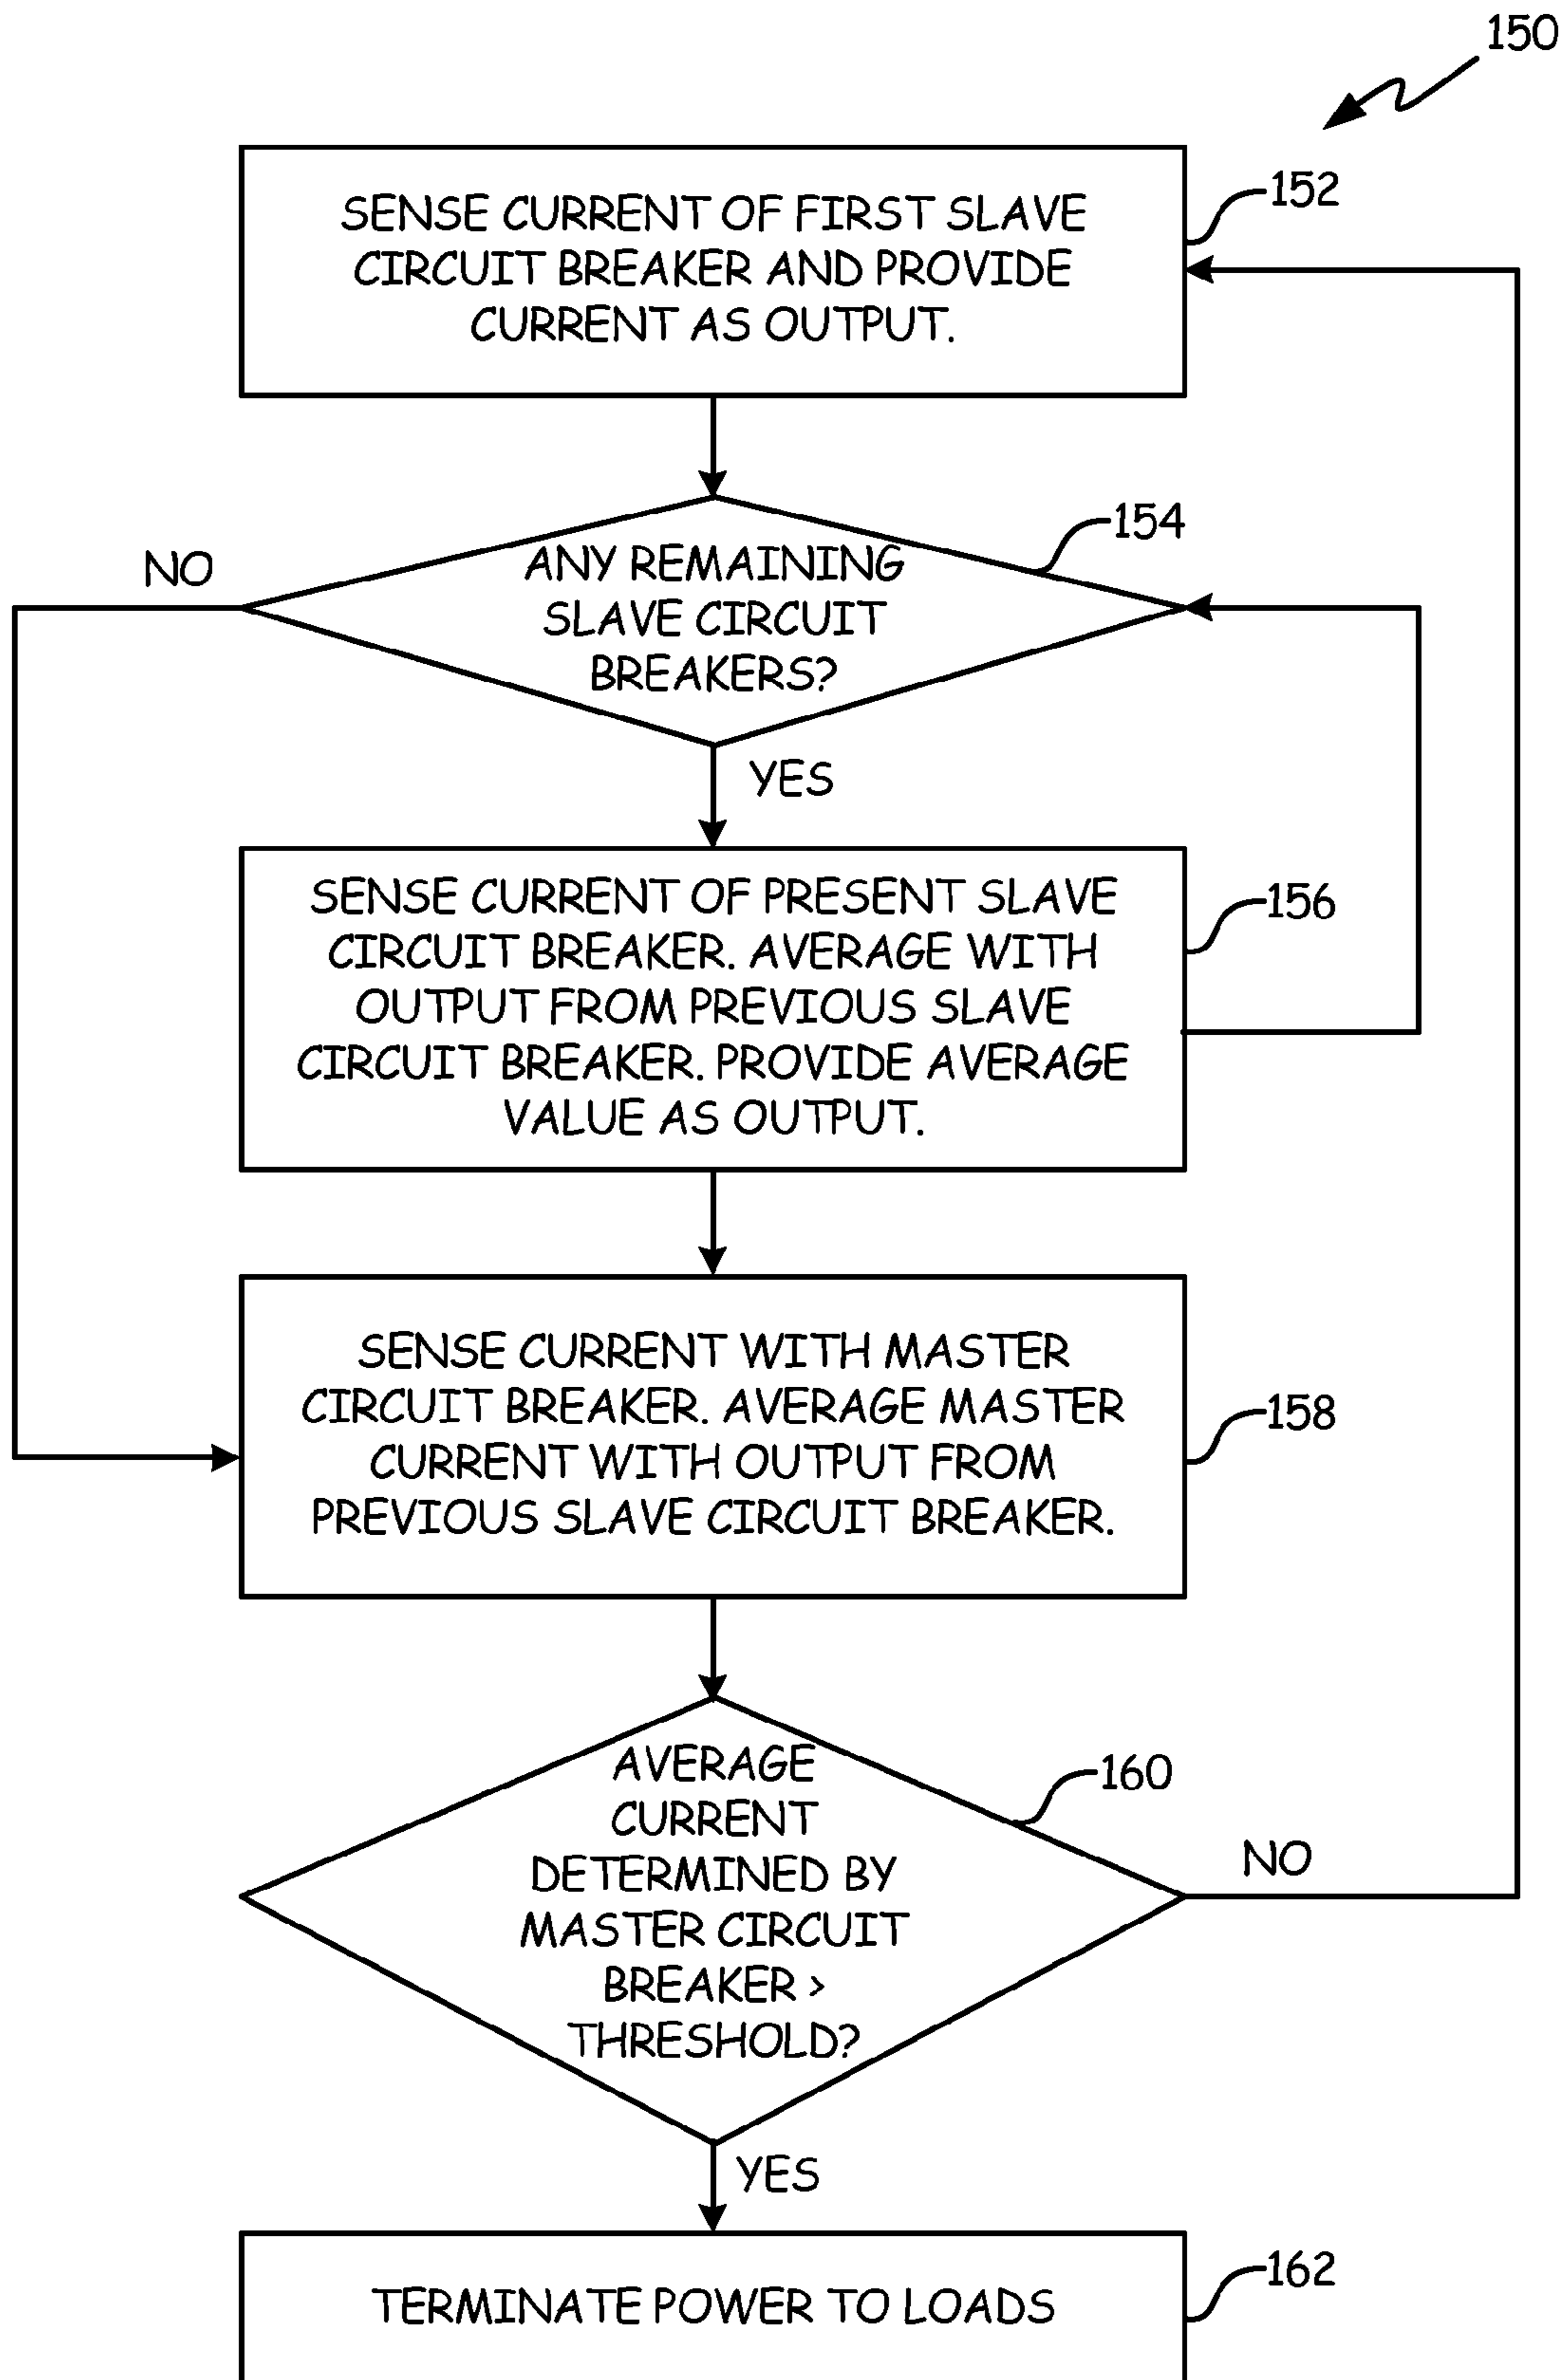 150
SENSE CURRENT OF FIRST SLAVE
CIRCUIT BREAKER AND PROVIDE
CURRENT AS OUTPUT.
152
ANY REMAINING
SLAVE CIRCUIT
BREAKERS?
154
NO
YES
SENSE CURRENT OF PRESENT SLAVE
CIRCUIT BREAKER. AVERAGE WITH
OUTPUT FROM PREVIOUS SLAVE
CIRCUIT BREAKER. PROVIDE AVERAGE
VALUE AS OUTPUT.
156
SENSE CURRENT WITH MASTER
CIRCUIT BREAKER. AVERAGE MASTER
CURRENT WITH OUTPUT FROM
PREVIOUS SLAVE CIRCUIT BREAKER.
158
AVERAGE
CURRENT
DETERMINED BY
MASTER CIRCUIT
BREAKER >
THRESHOLD?
160
NO
YES
TERMINATE POWER TO LOADS
162